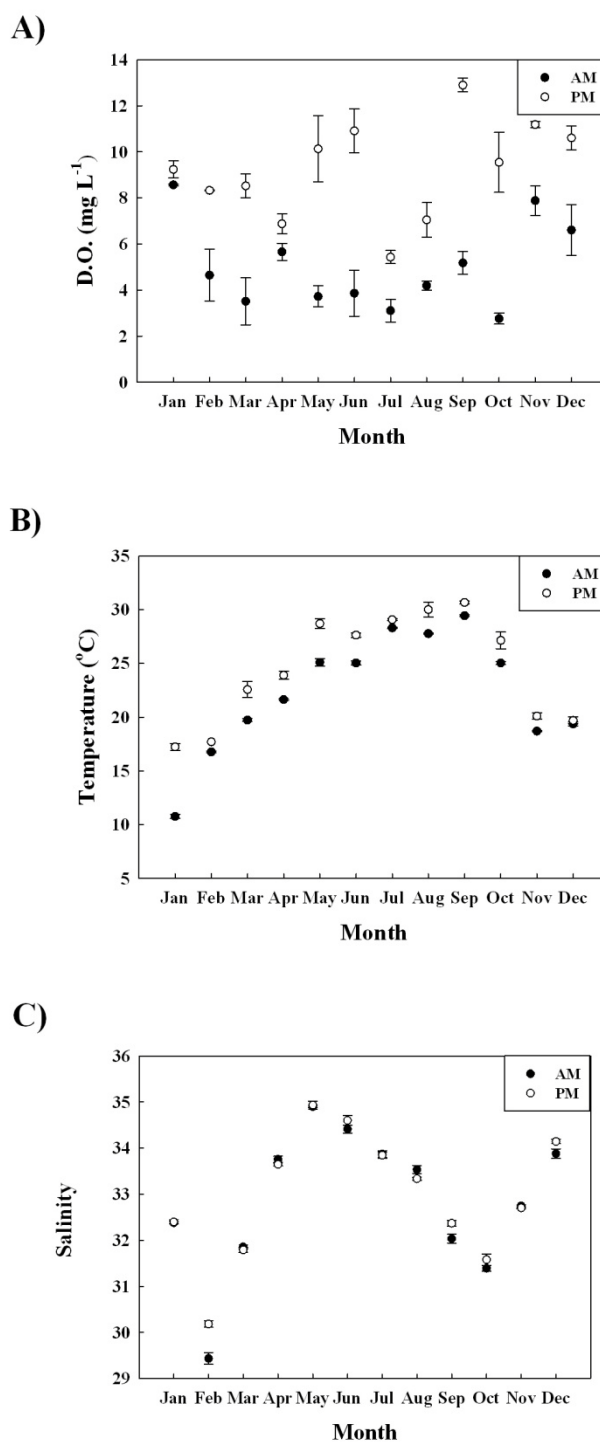 A)
14
12
10
8
6
4
2
0
D.O. (mg L⁻¹)
AM
PM
Jan Feb Mar Apr May Jun Jul Aug Sep Oct Nov Dec
Month
B)
35
30
25
20
15
10
5
Temperature (°C)
AM
PM
Jan Feb Mar Apr May Jun Jul Aug Sep Oct Nov Dec
Month
C)
36
35
34
33
32
31
30
29
Salinity
AM
PM
Jan Feb Mar Apr May Jun Jul Aug Sep Oct Nov Dec
Month